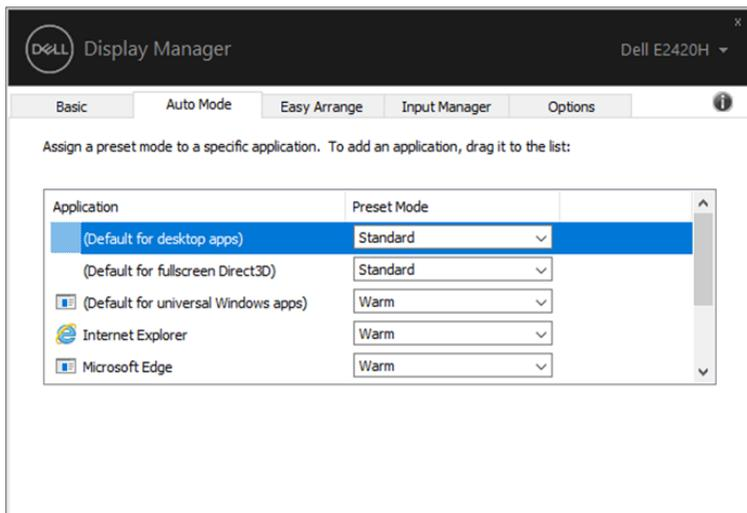 DELL Display Manager x
Dell E2420H
Basic Auto Mode Easy Arrange Input Manager Options i
Assign a preset mode to a specific application. To add an application, drag it to the list:
Application Preset Mode
(Default for desktop apps) Standard
(Default for fullscreen Direct3D) Standard
(Default for universal Windows apps) Warm
Internet Explorer Warm
Microsoft Edge Warm